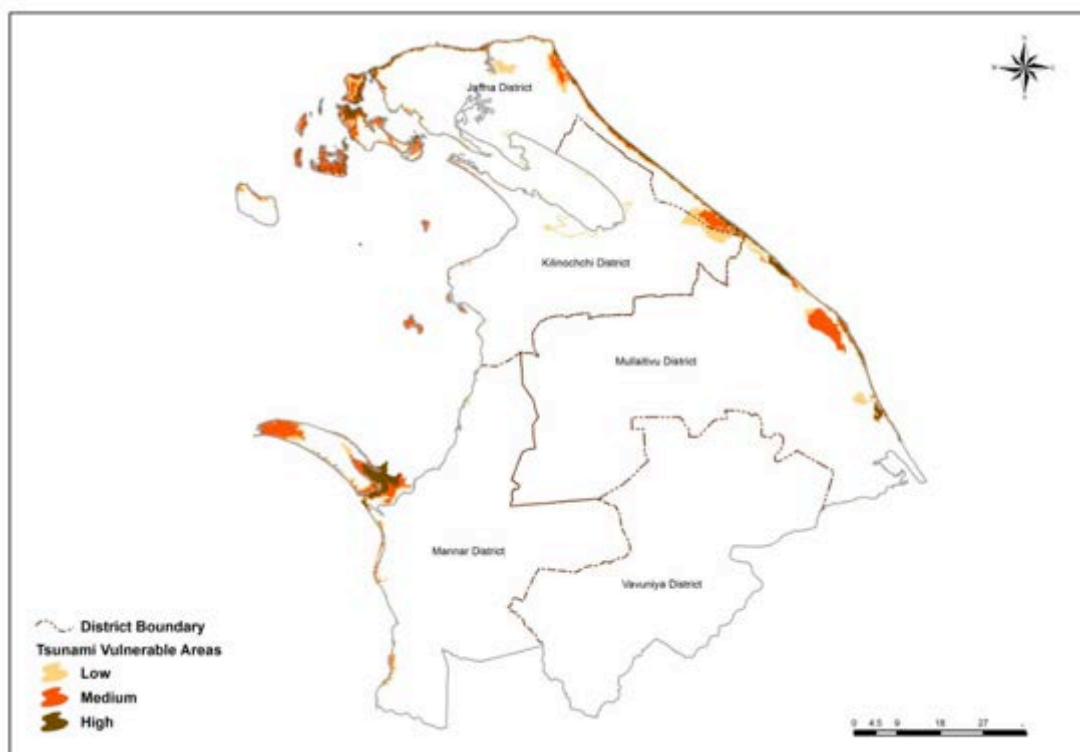 N
Jaffna District
Kilinochchi District
Mullaitivu District
Mannar District
Vavuniya District
District Boundary
Tsunami Vulnerable Areas
Low
Medium
High
0 4.5 9 18 27